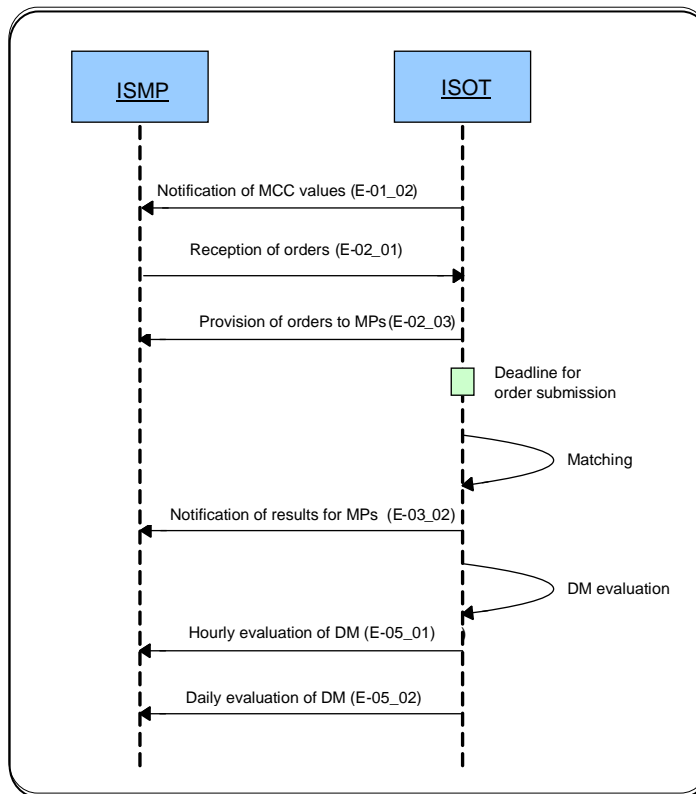 ISMP
ISOT
Notification of MCC values (E-01_02)
Reception of orders (E-02_01)
Provision of orders to MPs(E-02_03)
Deadline for
order submission
Matching
Notification of results for MPs (E-03_02)
DM evaluation
Hourly evaluation of DM (E-05_01) )
Daily evaluation of DM (E-05_02)